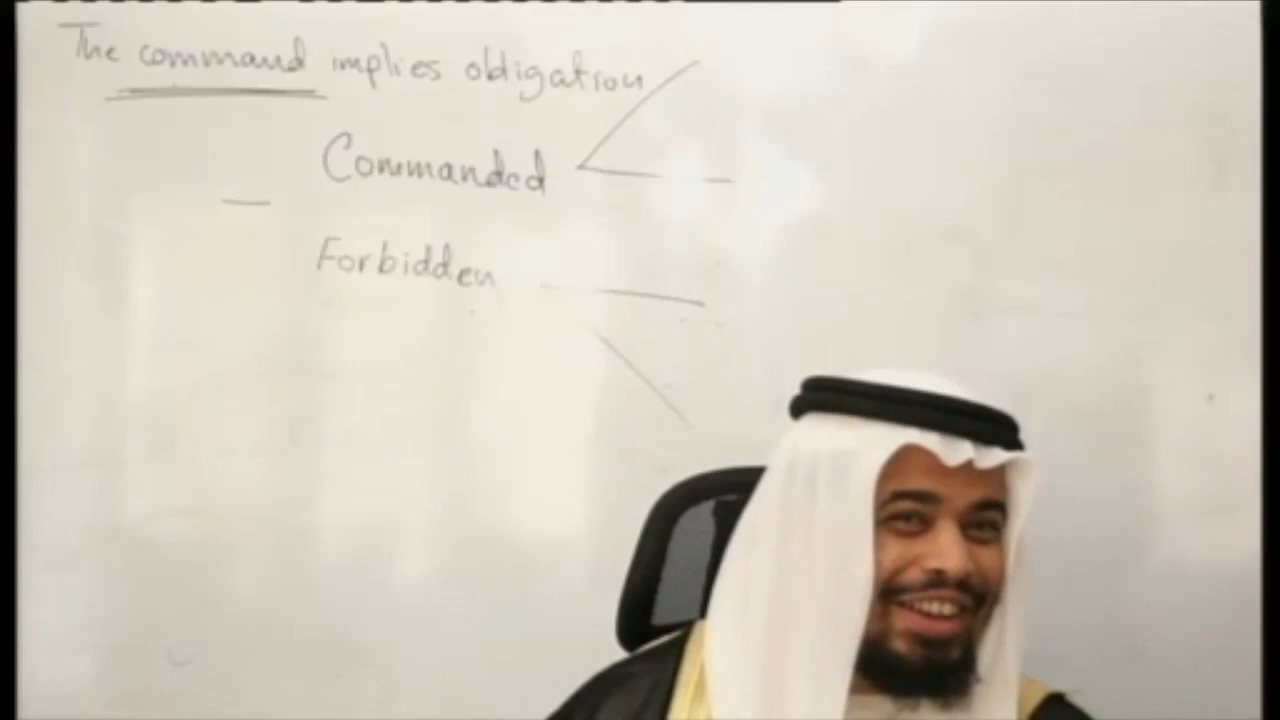 The command implies obligation
Commanded
Forbidden